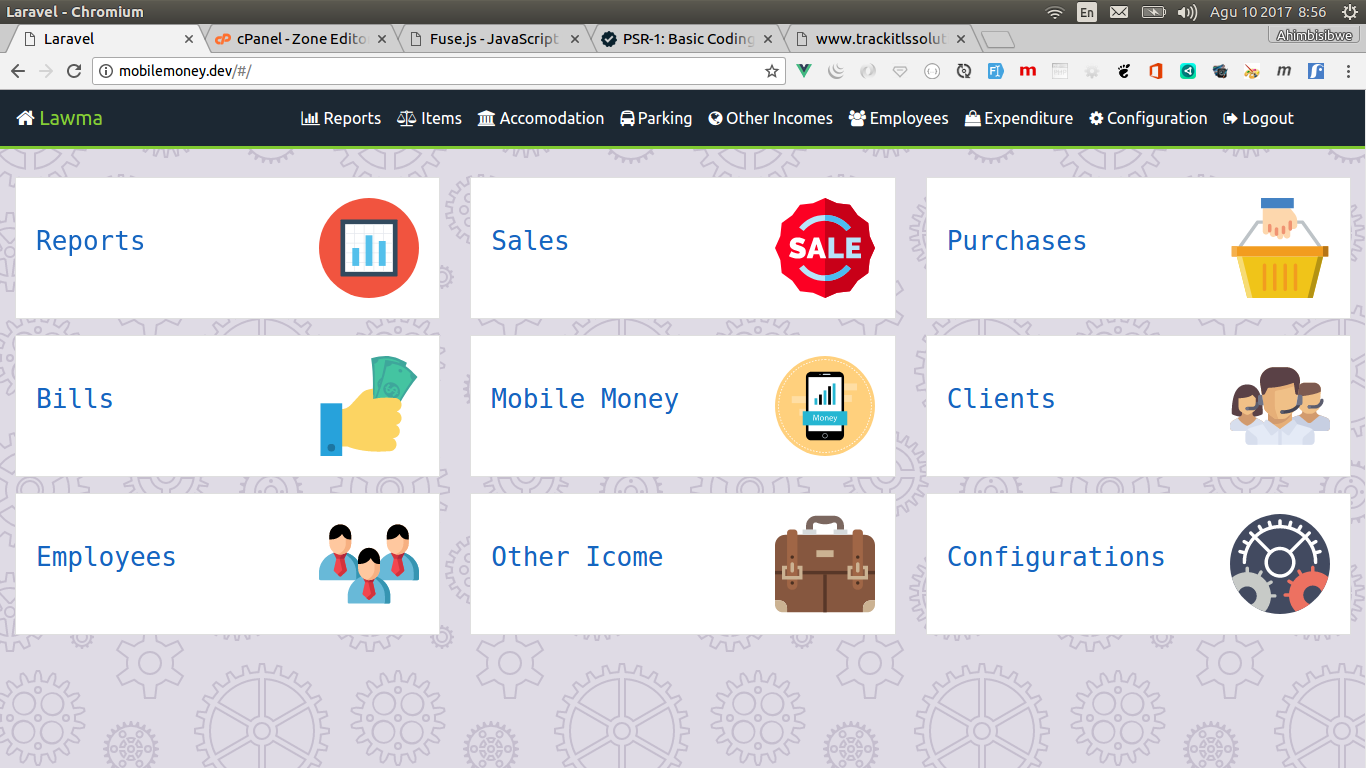 Laravel - Chromium
En
Agu 10 2017 8:56
Laravel
cPanel - Zone Edito
Fuse.js - JavaScript
PSR-1: Basic Coding
www.trackitlssolut
Ahimbisibwe
mobilemoney.dev/#/
Lawma
Reports
Items
Accomodation
Parking
Other Incomes
Employees
Expenditure
Configuration
Logout
Reports
Sales
SALE
Purchases
Bills
Mobile Money
Money
Clients
Employees
Other Icome
Configurations